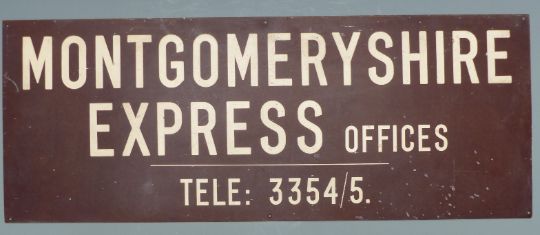 MONTGOMERYSHIRE
EXPRESS OFFICES
TELE: 3354/5.